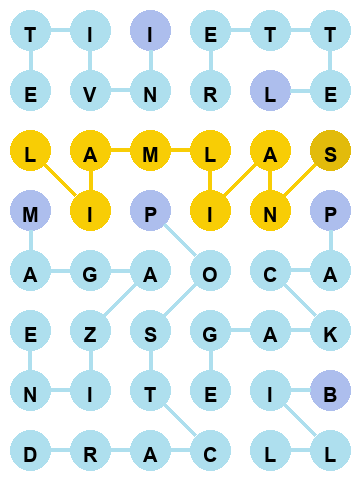 T I I E T T
E V N R L E
L A M L A S
M I P I N P
A G A O C A
E Z S G A K
N I T E I B
D R A C L L